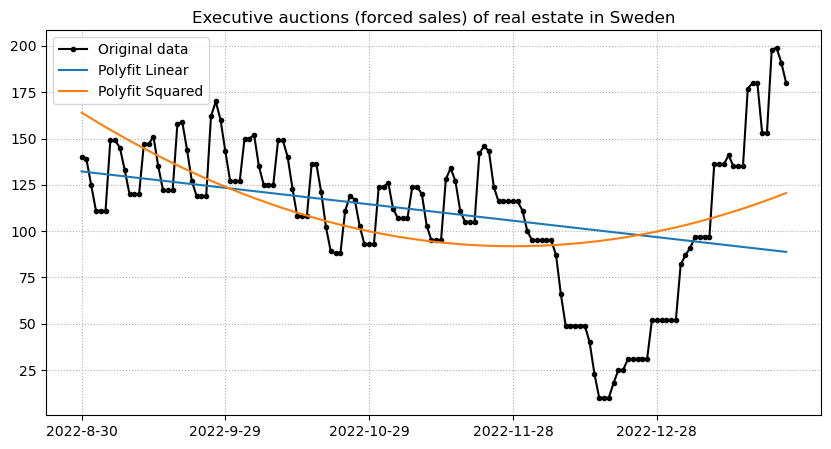 Executive auctions (forced sales) of real estate in Sweden
Original data
Polyfit Linear
Polyfit Squared
200
175
150
125
100
75
50
25
2022-8-30 2022-9-29 2022-10-29 2022-11-28 2022-12-28